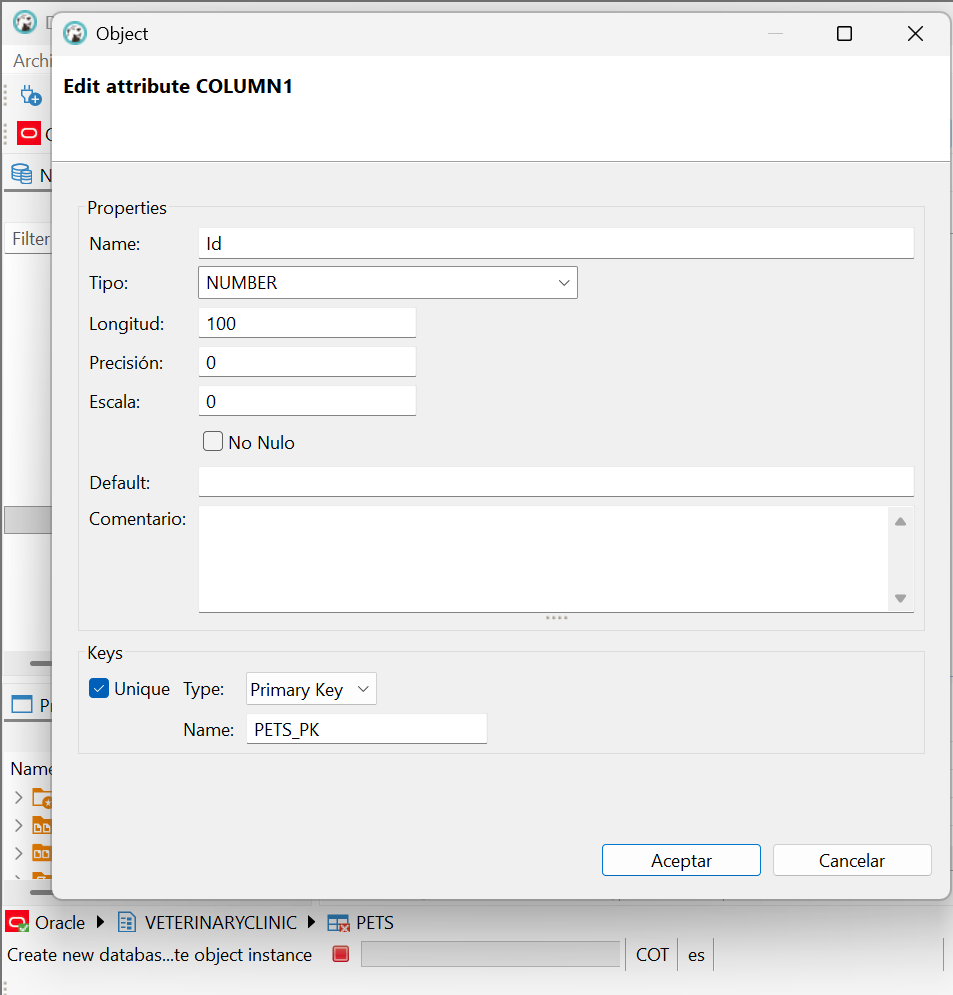 Object
Archi
Edit attribute COLUMN1
N
Filter
Properties
Name: Id
Tipo: NUMBER
Longitud: 100
Precisión: 0
Escala: 0
No Nulo
Default:
Comentario:
Keys
Unique Type: Primary Key
Name: PETS_PK
Name
Aceptar Cancelar
Oracle VETERINARYCLINIC PETS
Create new databas...te object instance COT es